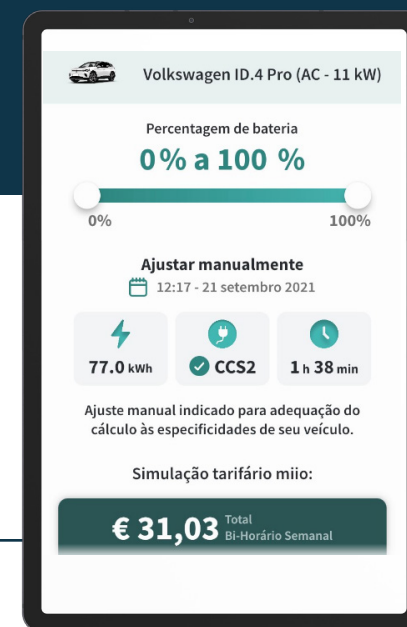 Volkswagen ID.4 Pro (AC - 11 kW)
Percentagem de bateria
0% a 100 %
0% 100%
Ajustar manualmente
12:17 - 21 setembro 2021
77.0 kWh CCS2 1 h 38 min
Ajuste manual indicado para adequação do
cálculo às especificidades de seu veículo.
Simulação tarifário miio:
€ 31,03 Total
Bi-Horário Semanal